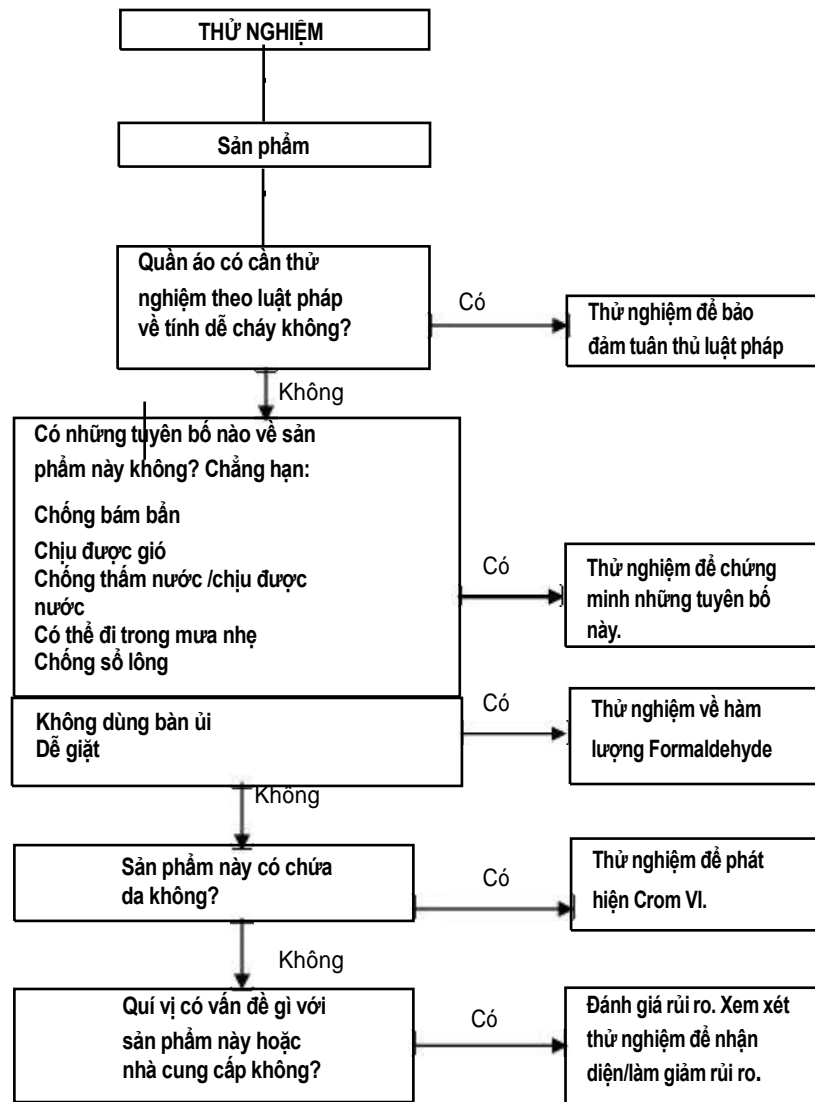 THỬ NGHIỆM
Sản phẩm
Quần áo có cần thử
nghiệm theo luật pháp
về tính dễ cháy không?
Có
Thử nghiệm để bảo
đảm tuân thủ luật pháp
Không
Có những tuyên bố nào về sản
phẩm này không? Chẳng hạn:
Chống bám bẩn
Chịu được gió
Chống thấm nước /chịu được
nước
Có thể đi trong mưa nhẹ
Chống sổ lông
Có
Thử nghiệm để chứng
minh những tuyên bố
này.
Không dùng bàn ủi
Dễ giặt
Có
Thử nghiệm về hàm
lượng Formaldehyde
Không
Sản phẩm này có chứa
da không?
Có
Thử nghiệm để phát
hiện Crom VI.
Không
Quí vị có vấn đề gì với
sản phẩm này hoặc
nhà cung cấp không?
Có
Đánh giá rủi ro. Xem xét
thử nghiệm để nhận
diện/làm giảm rủi ro.